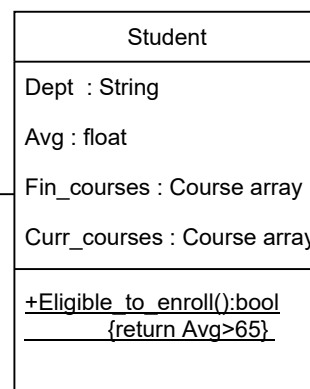 Student
Dept : String
Avg : float
Fin_courses : Course array
Curr_courses : Course array
+Eligible_to_enroll():bool
{return Avg>65}